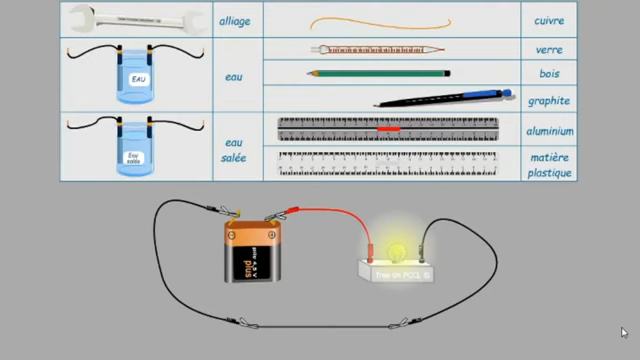 alliage
cuivre
verre
EAU
eau
bois
graphite
aluminium
Eau salée
eau
salée
matière
plastique
pile 4,5 V
plus